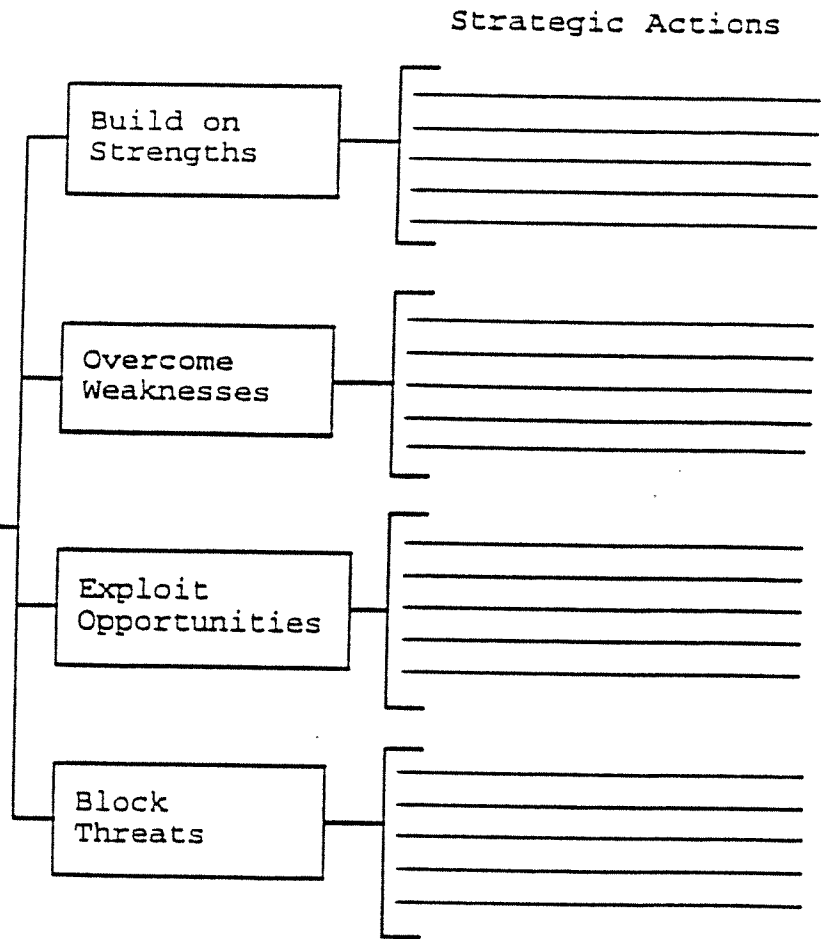 Strategic Actions
Build on
Strengths
Overcome
Weaknesses
Exploit
Opportunities
Block
Threats